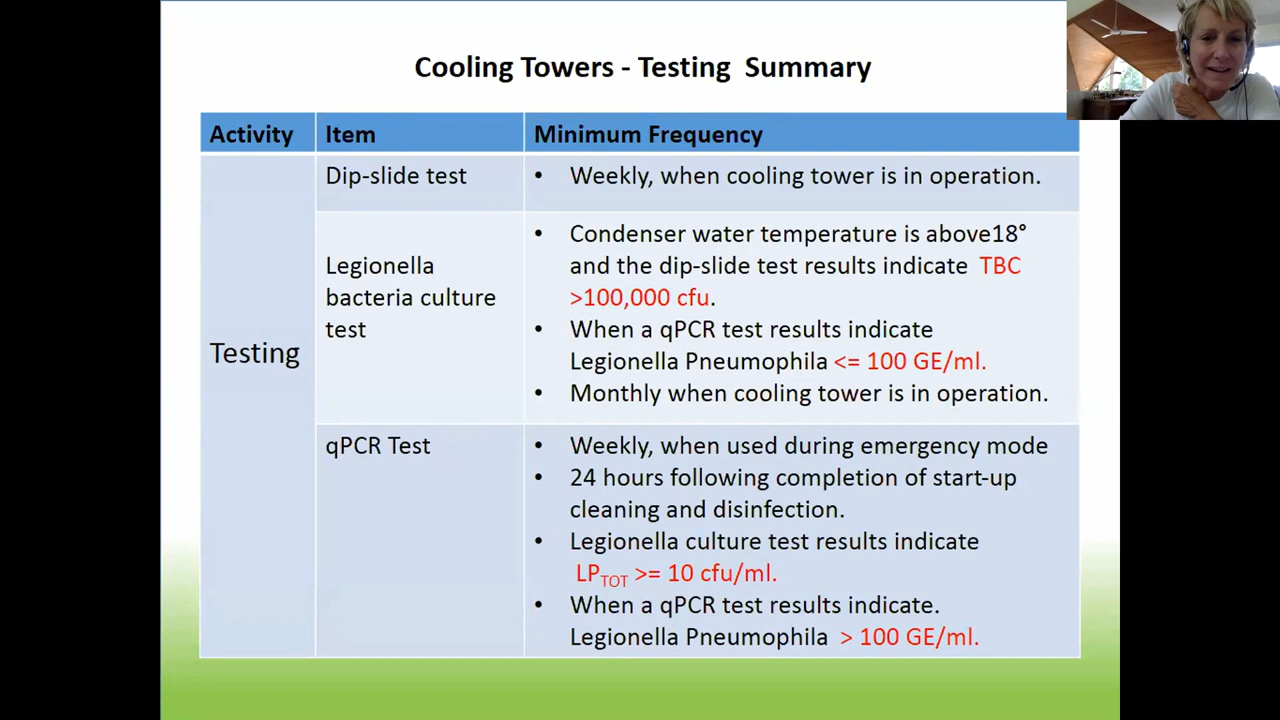 Cooling Towers - Testing Summary
Activity Item Minimum Frequency
Testing
Dip-slide test
• Weekly, when cooling tower is in operation.
Legionella
bacteria culture
test
• Condenser water temperature is above18°
and the dip-slide test results indicate TBC
>100,000 cfu.
• When a qPCR test results indicate
Legionella Pneumophila <= 100 GE/ml.
• Monthly when cooling tower is in operation.
qPCR Test
• Weekly, when used during emergency mode
• 24 hours following completion of start-up
cleaning and disinfection.
• Legionella culture test results indicate
LPTOT >= 10 cfu/ml.
• When a qPCR test results indicate.
Legionella Pneumophila > 100 GE/ml.